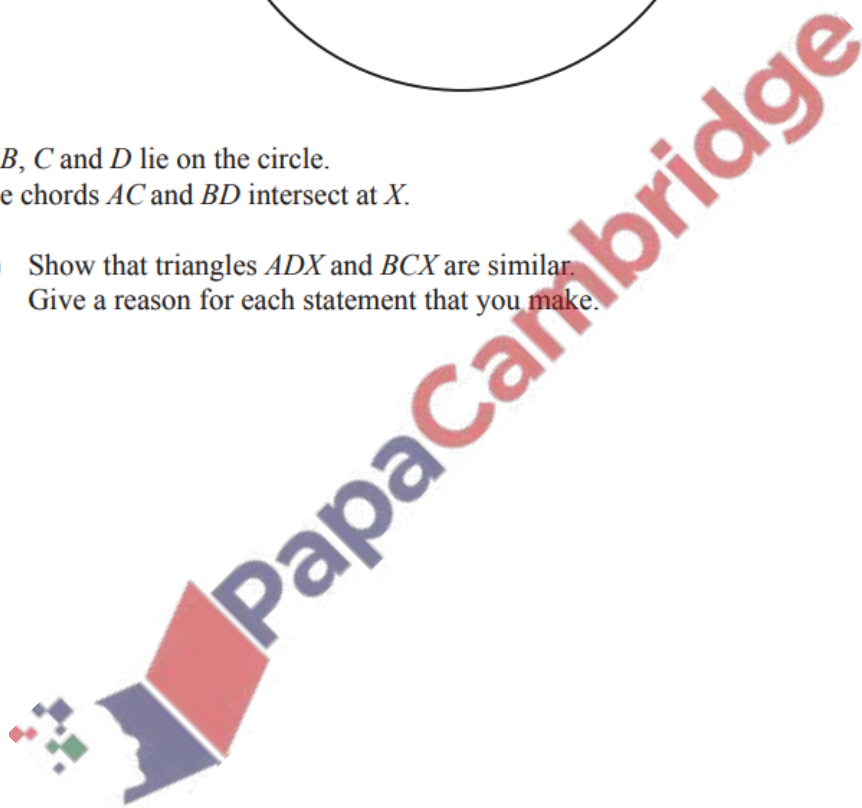 B, C and D lie on the circle.
e chords AC and BD intersect at X.
Show that triangles ADX and BCX are similar.
Give a reason for each statement that you make.
PapaCambridge